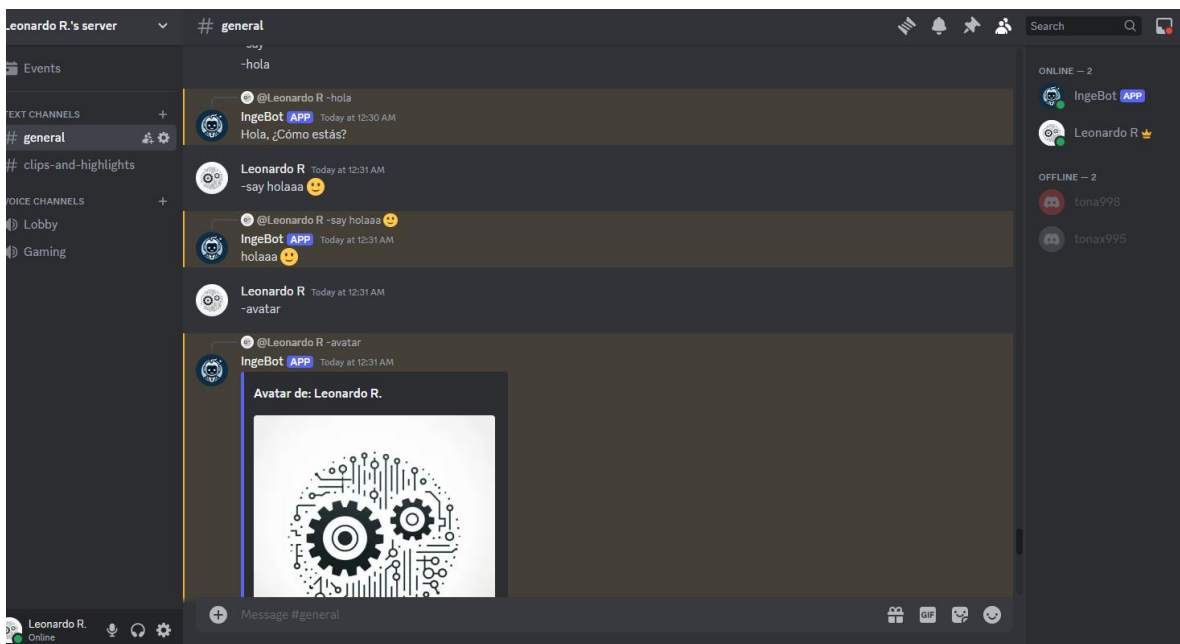 Leonardo R.'s server
Events
TEXT CHANNELS
general
clips-and-highlights
VOICE CHANNELS
Lobby
Gaming
Leonardo R.
Online
# general
-say
-hola
@Leonardo R -hola
IngeBot APP Today at 12:30 AM
Hola, ¿Cómo estás?
Leonardo R Today at 12:31 AM
-say holaaa 🙂
@Leonardo R -say holaaa 🙂
IngeBot APP Today at 12:31 AM
holaaa 🙂
Leonardo R Today at 12:31 AM
-avatar
@Leonardo R -avatar
IngeBot APP Today at 12:31 AM
Avatar de: Leonardo R.
Message #general
GIF
Search
ONLINE — 2
IngeBot APP
Leonardo R
OFFLINE — 2
tona998
tonax995